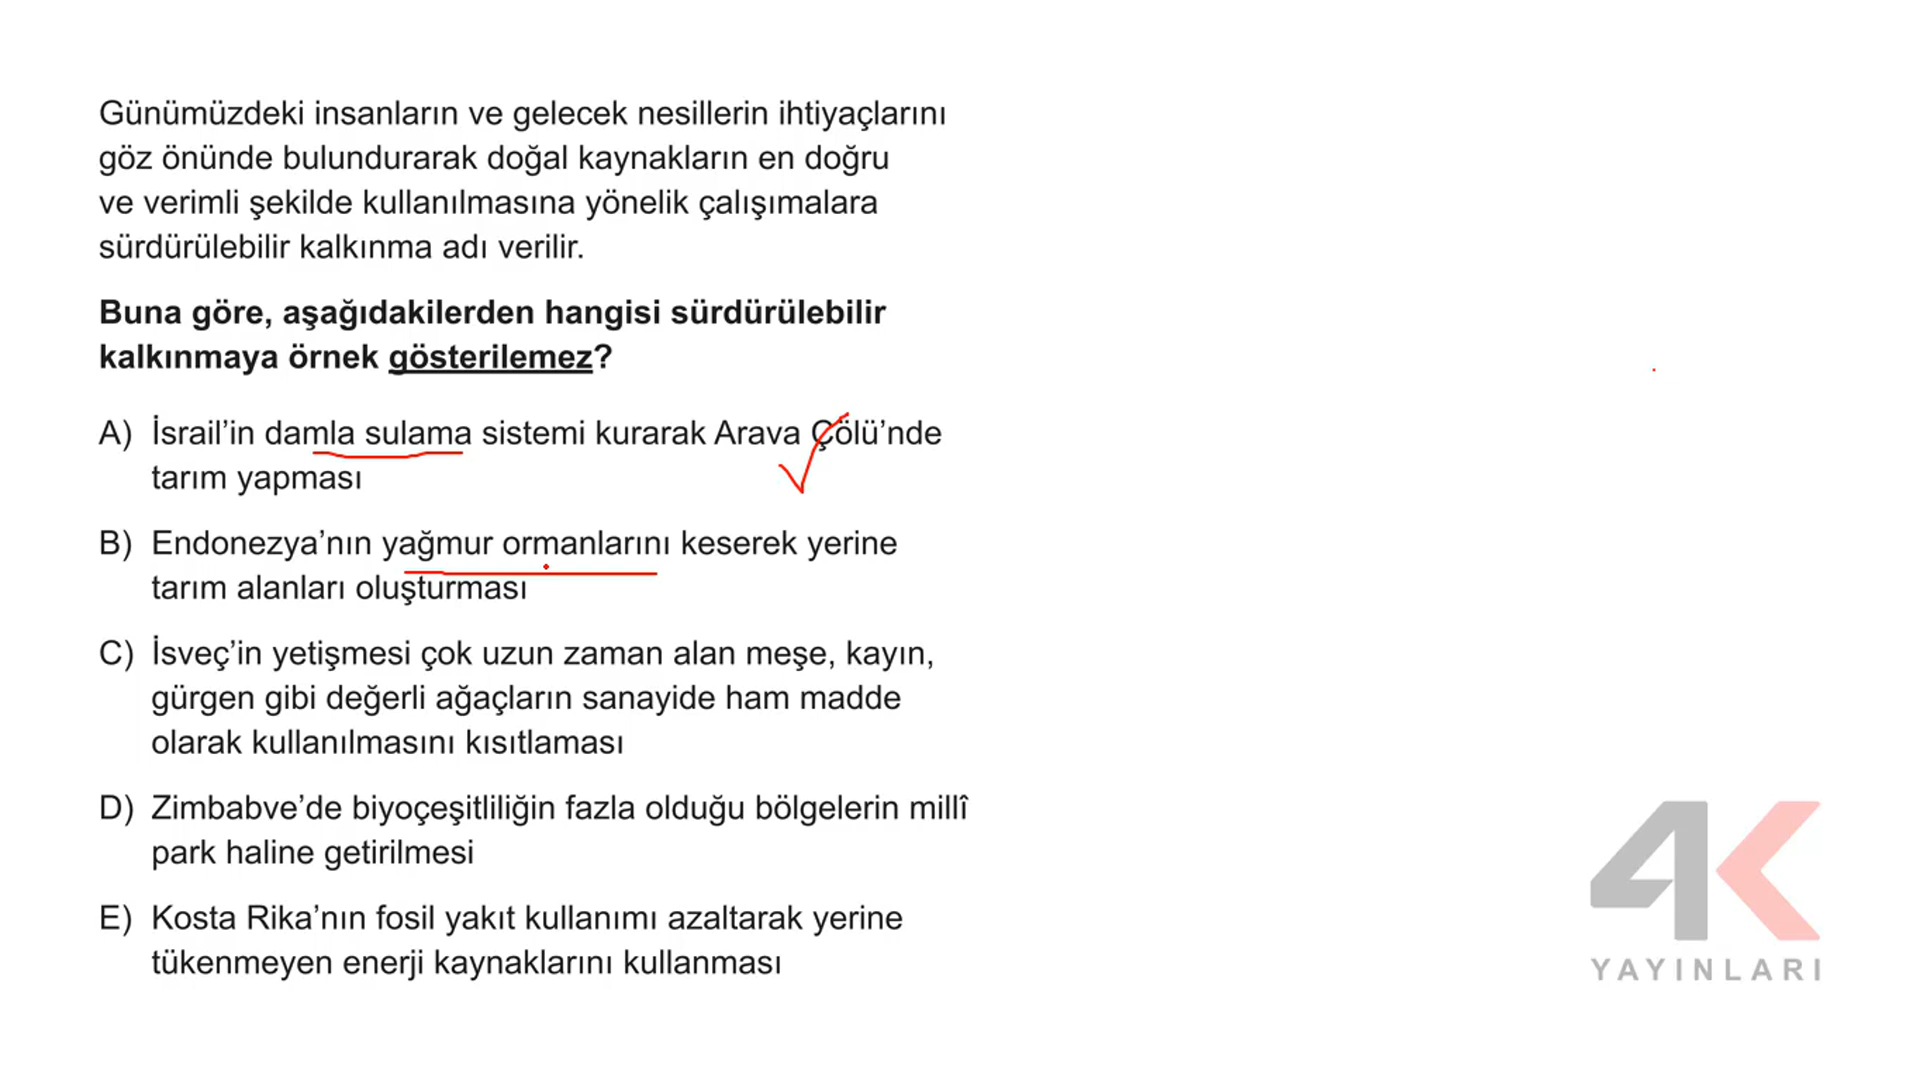 Günümüzdeki insanların ve gelecek nesillerin ihtiyaçlarını
göz önünde bulundurarak doğal kaynakların en doğru
ve verimli şekilde kullanılmasına yönelik çalışımalara
sürdürülebilir kalkınma adı verilir.
Buna göre, aşağıdakilerden hangisi sürdürülebilir
kalkınmaya örnek gösterilemez?
A) İsrail’in damla sulama sistemi kurarak Arava Çölü’nde
tarım yapması
B) Endonezya’nın yağmur ormanlarını keserek yerine
tarım alanları oluşturması
C) İsveç’in yetişmesi çok uzun zaman alan meşe, kayın,
gürgen gibi değerli ağaçların sanayide ham madde
olarak kullanılmasını kısıtlaması
D) Zimbabve’de biyoçeşitliliğin fazla olduğu bölgelerin millî
park haline getirilmesi
E) Kosta Rika’nın fosil yakıt kullanımı azaltarak yerine
tükenmeyen enerji kaynaklarını kullanması
4K
YAYINLARI